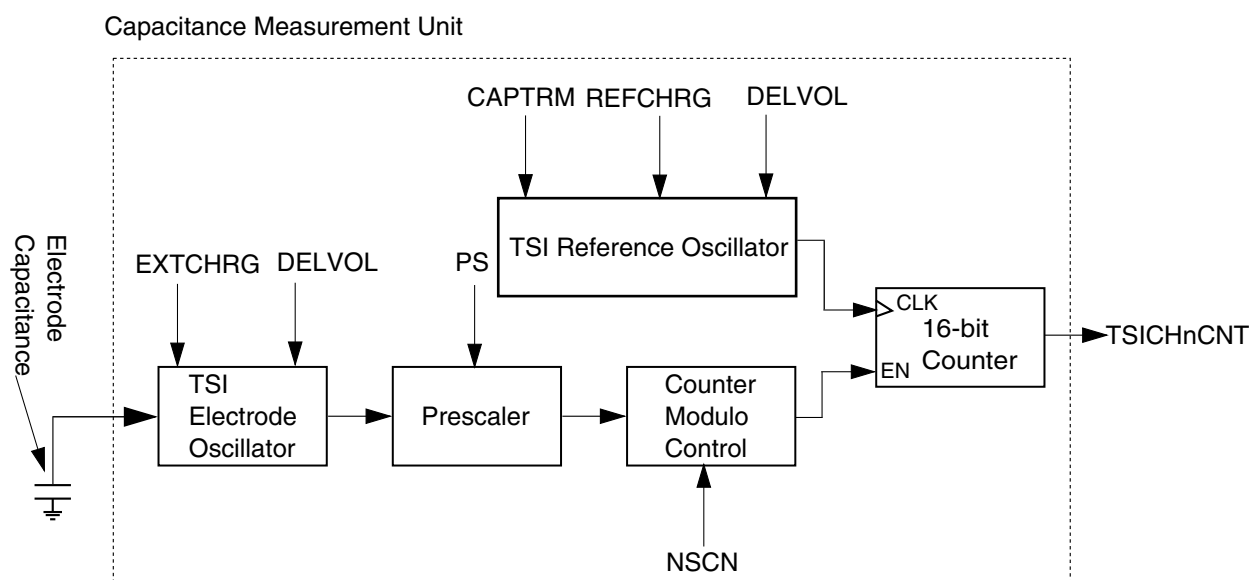 Capacitance Measurement Unit
CAPTRM REFCHRG DELVOL
TSI Reference Oscillator
Electrode
Capacitance
EXTCHRG DELVOL
PS
CLK
16-bit
Counter
EN
TSICHnCNT
TSI
Electrode
Oscillator
Prescaler
Counter
Modulo
Control
NSCN